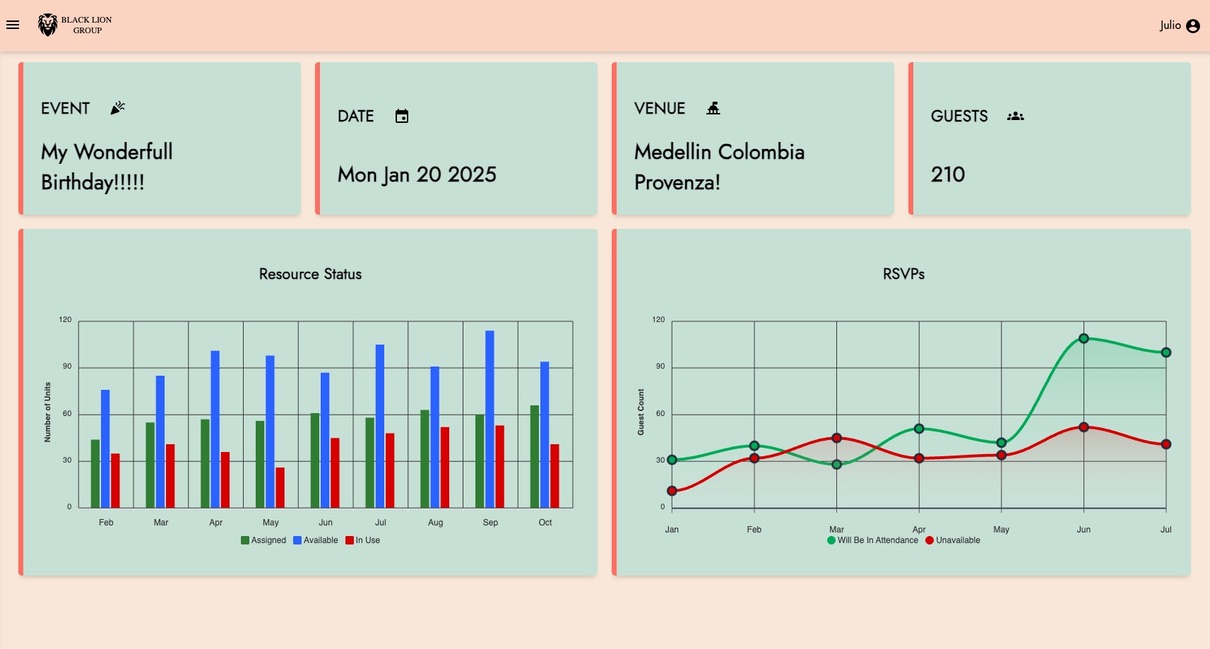 BLACK LION
GROUP
Julio
EVENT
My Wonderfull
Birthday!!!!!
DATE
Mon Jan 20 2025
VENUE
Medellin Colombia
Provenza!
GUESTS
210
Resource Status
120
90
60
30
0
Number of Units
Feb Mar Apr May Jun Jul Aug Sep Oct
Assigned Available In Use
RSVPs
120
90
60
30
0
Guest Count
Jan Feb Mar Apr May Jun Jul
Will Be In Attendance Unavailable